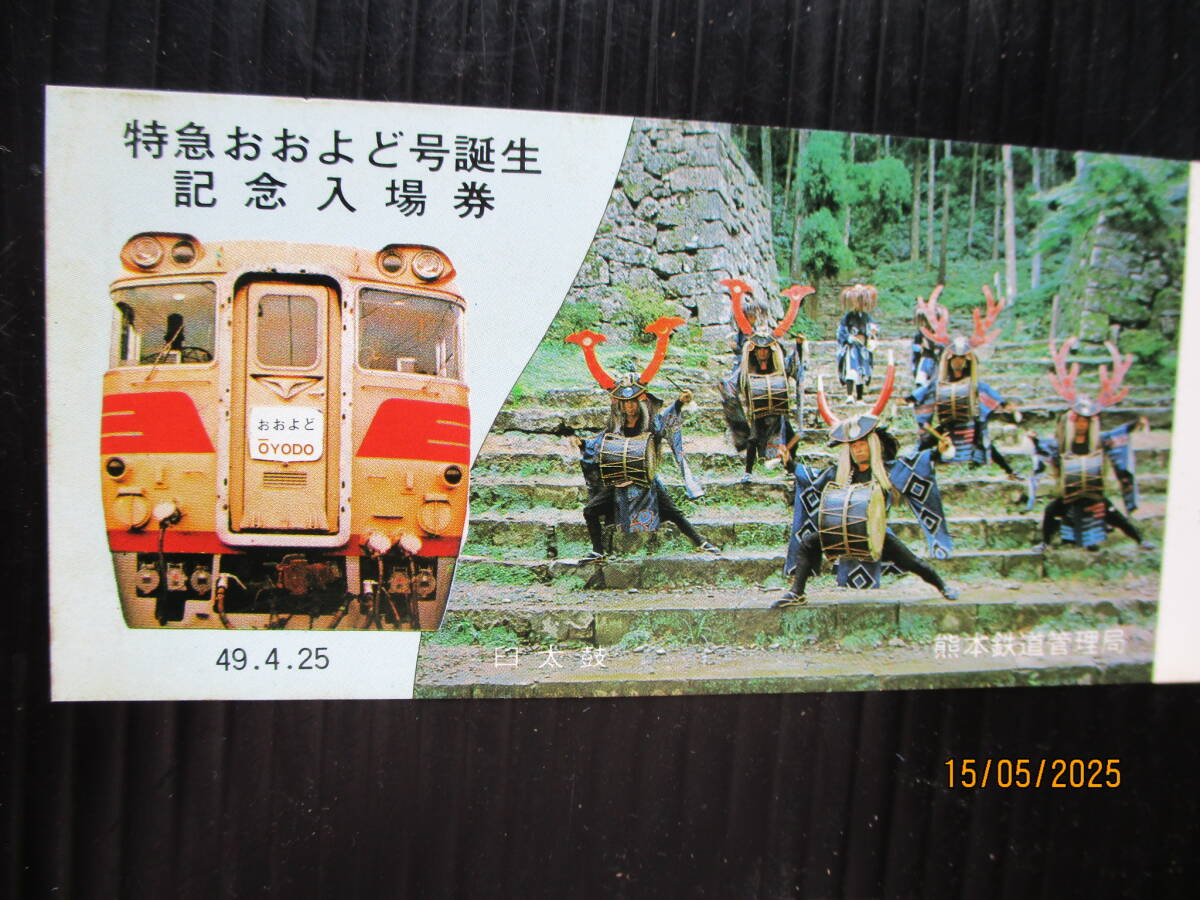 特急おおよど号誕生
記念入場券
おおよど
ŌYODO
49.4.25
臼太鼓
熊本鉄道管理局
15/05/2025